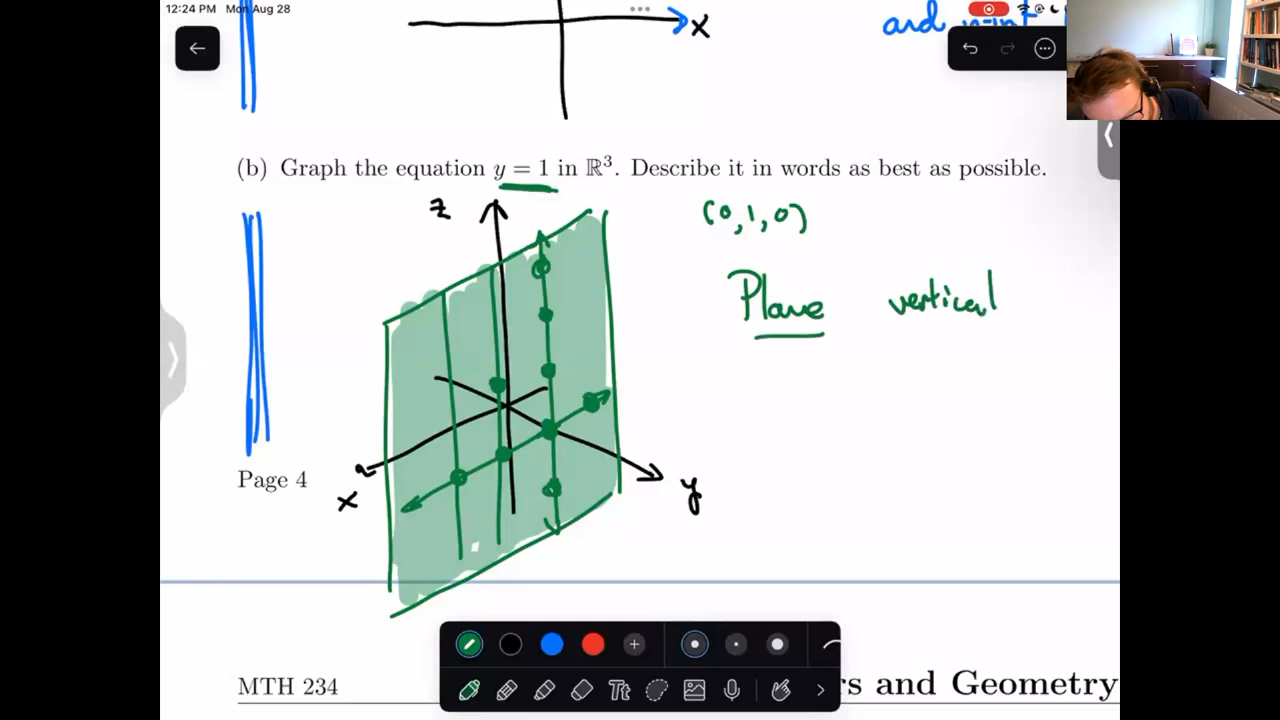 12:24 PM Mon Aug 28
x
and
(b) Graph the equation y = 1 in ℝ³. Describe it in words as best as possible.
z
(0,1,0)
Plane vertical
Page 4
x
y
Tt
MTH 234
rs and Geometry